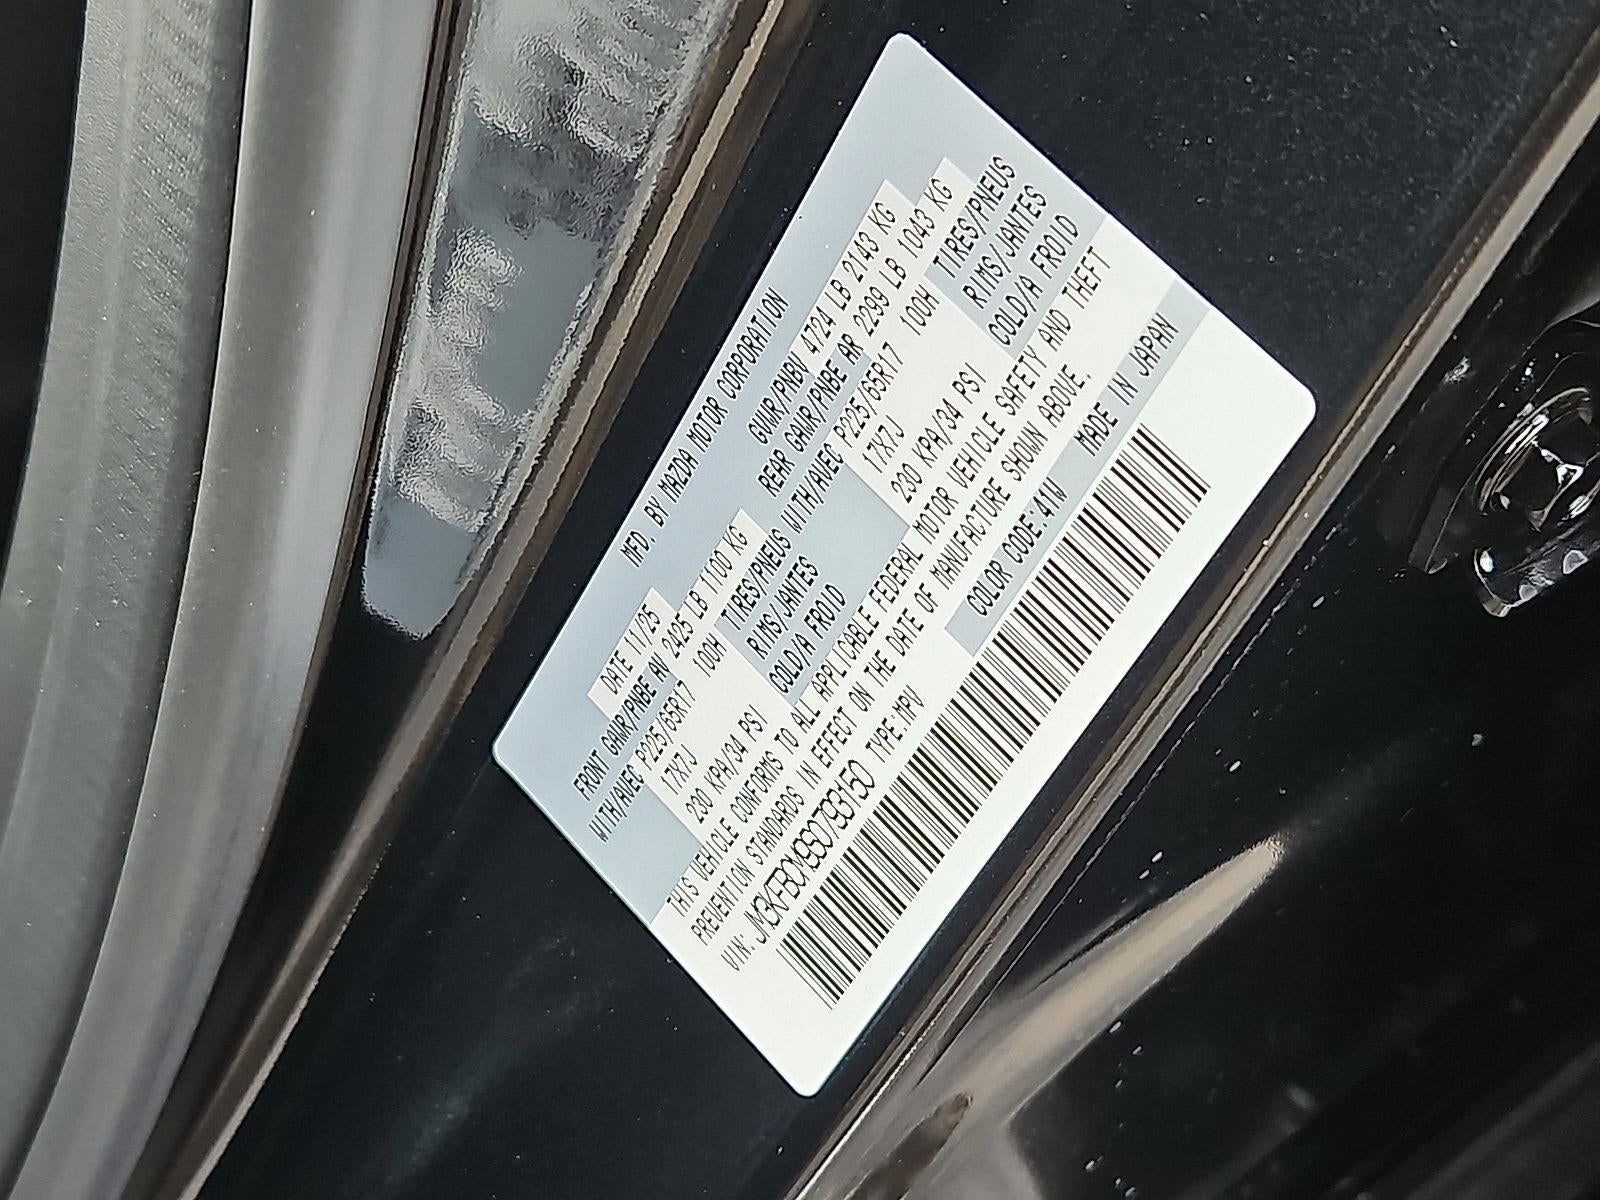 MFD. BY MAZDA MOTOR CORPORATION
DATE 11/25 GVWR/PNBV 4724 LB 2143 KG
FRONT GAWR/PNBE AV 2425 LB 1100 KG REAR GAWR/PNBE AR 2299 LB 1043 KG
WITH/AVEC P225/65R17 100H TIRES/PNEUS WITH/AVEC P225/65R17 100H TIRES/PNEUS
17X7J RIMS/JANTES 17X7J RIMS/JANTES
230 KPA/34 PSI COLD/A FROID 230 KPA/34 PSI COLD/A FROID
THIS VEHICLE CONFORMS TO ALL APPLICABLE FEDERAL MOTOR VEHICLE SAFETY AND THEFT
PREVENTION STANDARDS IN EFFECT ON THE DATE OF MANUFACTURE SHOWN ABOVE.
VIN: JM3KFBCM9S0793150 TYPE:MPV COLOR CODE:41W MADE IN JAPAN